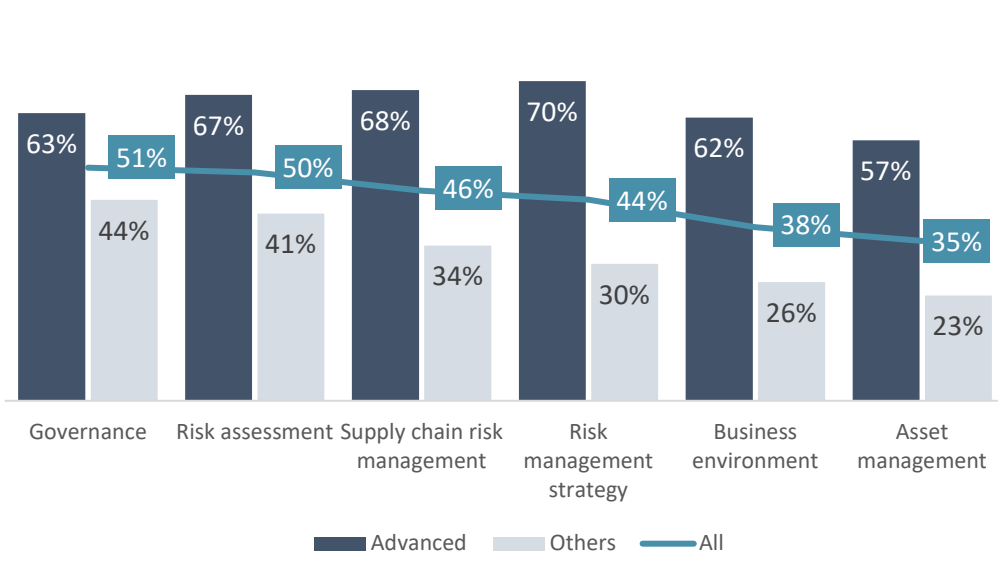 63%
51%
44%
67%
50%
41%
68%
46%
34%
70%
44%
30%
62%
38%
26%
57%
35%
23%
Governance
Risk assessment
Supply chain risk
management
Risk
management
strategy
Business
environment
Asset
management
Advanced
Others
All